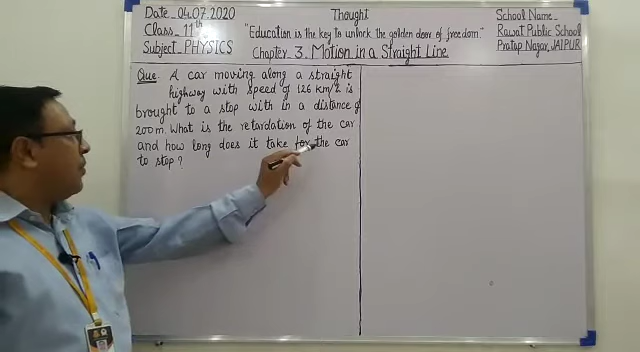 Date 04.07.2020
Class - 11th
Subject PHYSICS
Thought
"Education is the key to unlock the golden door of freedom."
Chapter 3. Motion in a Straight Line
School Name -
Rawat Public School
Pratap Nagar, JAIPUR
Que. A car moving along a straight
highway with speed of 126 km/h is
brought to a stop with in a distance of
200m. What is the retardation of the car
and how long does it take for the car
to stop?